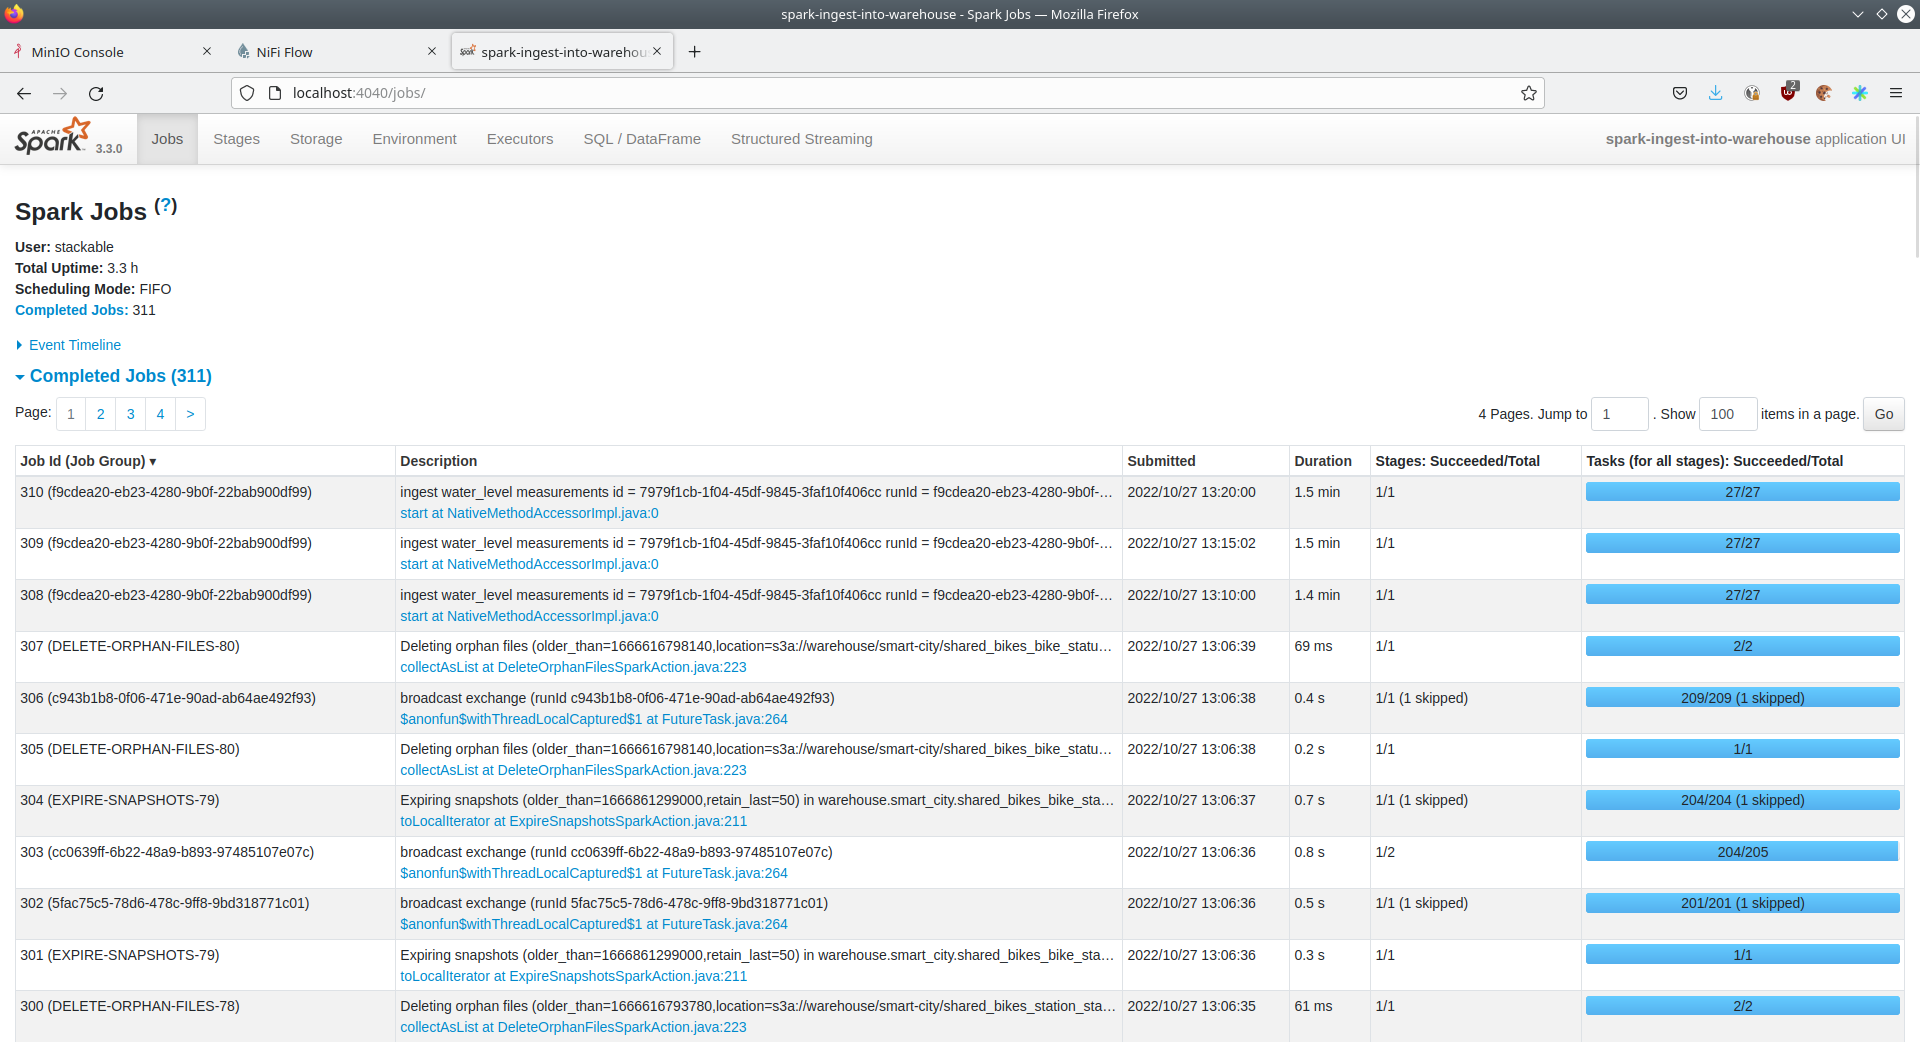 spark-ingest-into-warehouse - Spark Jobs — Mozilla Firefox
MinIO Console
NiFi Flow
spark-ingest-into-warehou
localhost:4040/jobs/
2
APACHE Spark 3.3.0
Jobs
Stages
Storage
Environment
Executors
SQL / DataFrame
Structured Streaming
spark-ingest-into-warehouse application UI
Spark Jobs (?)
User: stackable
Total Uptime: 3.3 h
Scheduling Mode: FIFO
Completed Jobs: 311
Event Timeline
Completed Jobs (311)
Page: 1 2 3 4 >
4 Pages. Jump to 1 . Show 100 items in a page. Go
Job Id (Job Group) ▾ Description Submitted Duration Stages: Succeeded/Total Tasks (for all stages): Succeeded/Total
310 (f9cdea20-eb23-4280-9b0f-22bab900df99) ingest water_level measurements id = 7979f1cb-1f04-45df-9845-3faf10f406cc runId = f9cdea20-eb23-4280-9b0f-... 2022/10/27 13:20:00 1.5 min 1/1 27/27
start at NativeMethodAccessorImpl.java:0
309 (f9cdea20-eb23-4280-9b0f-22bab900df99) ingest water_level measurements id = 7979f1cb-1f04-45df-9845-3faf10f406cc runId = f9cdea20-eb23-4280-9b0f-... 2022/10/27 13:15:02 1.5 min 1/1 27/27
start at NativeMethodAccessorImpl.java:0
308 (f9cdea20-eb23-4280-9b0f-22bab900df99) ingest water_level measurements id = 7979f1cb-1f04-45df-9845-3faf10f406cc runId = f9cdea20-eb23-4280-9b0f-... 2022/10/27 13:10:00 1.4 min 1/1 27/27
start at NativeMethodAccessorImpl.java:0
307 (DELETE-ORPHAN-FILES-80) Deleting orphan files (older_than=1666616798140,location=s3a://warehouse/smart-city/shared_bikes_bike_statu... 2022/10/27 13:06:39 69 ms 1/1 2/2
collectAsList at DeleteOrphanFilesSparkAction.java:223
306 (c943b1b8-0f06-471e-90ad-ab64ae492f93) broadcast exchange (runId c943b1b8-0f06-471e-90ad-ab64ae492f93) 2022/10/27 13:06:38 0.4 s 1/1 (1 skipped) 209/209 (1 skipped)
$anonfun$withThreadLocalCaptured$1 at FutureTask.java:264
305 (DELETE-ORPHAN-FILES-80) Deleting orphan files (older_than=1666616798140,location=s3a://warehouse/smart-city/shared_bikes_bike_statu... 2022/10/27 13:06:38 0.2 s 1/1 1/1
collectAsList at DeleteOrphanFilesSparkAction.java:223
304 (EXPIRE-SNAPSHOTS-79) Expiring snapshots (older_than=1666861299000,retain_last=50) in warehouse.smart_city.shared_bikes_bike_sta... 2022/10/27 13:06:37 0.7 s 1/1 (1 skipped) 204/204 (1 skipped)
toLocalIterator at ExpireSnapshotsSparkAction.java:211
303 (cc0639ff-6b22-48a9-b893-97485107e07c) broadcast exchange (runId cc0639ff-6b22-48a9-b893-97485107e07c) 2022/10/27 13:06:36 0.8 s 1/2 204/205
$anonfun$withThreadLocalCaptured$1 at FutureTask.java:264
302 (5fac75c5-78d6-478c-9ff8-9bd318771c01) broadcast exchange (runId 5fac75c5-78d6-478c-9ff8-9bd318771c01) 2022/10/27 13:06:36 0.5 s 1/1 (1 skipped) 201/201 (1 skipped)
$anonfun$withThreadLocalCaptured$1 at FutureTask.java:264
301 (EXPIRE-SNAPSHOTS-79) Expiring snapshots (older_than=1666861299000,retain_last=50) in warehouse.smart_city.shared_bikes_bike_sta... 2022/10/27 13:06:36 0.3 s 1/1 1/1
toLocalIterator at ExpireSnapshotsSparkAction.java:211
300 (DELETE-ORPHAN-FILES-78) Deleting orphan files (older_than=1666616793780,location=s3a://warehouse/smart-city/shared_bikes_station_sta... 2022/10/27 13:06:35 61 ms 1/1 2/2
collectAsList at DeleteOrphanFilesSparkAction.java:223